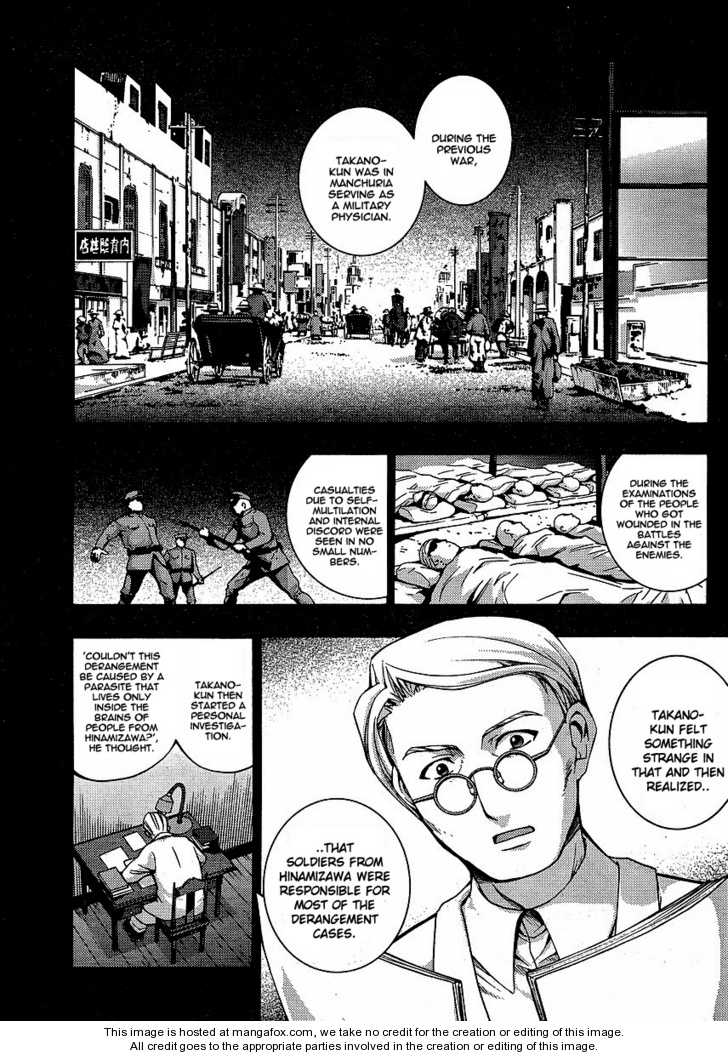 DURING THE
PREVIOUS
WAR,
TAKANO-
KUN WAS IN
MANCHURIA
SERVING AS
A MILITARY
PHYSICIAN.
DURING THE
EXAMINATIONS
OF THE PEOPLE
WHO GOT
WOUNDED IN THE
BATTLES
AGAINST THE
ENEMIES.
CASUALTIES
DUE TO SELF-
MULTILATION
AND INTERNAL
DISCORD WERE
SEEN IN NO
SMALL NUM-
BERS.
TAKANO-
KUN FELT
SOMETHING
STRANGE IN
THAT AND THEN
REALIZED..
..THAT
SOLDIERS FROM
HINAMIZAWA WERE
RESPONSIBLE FOR
MOST OF THE
DERANGEMENT
CASES.
TAKANO-
KUN THEN
STARTED A
PERSONAL
INVESTIGA-
TION.
'COULDN'T THIS
DERANGEMENT
BE CAUSED BY A
PARASITE THAT
LIVES ONLY
INSIDE THE
BRAINS OF
PEOPLE FROM
HINAMIZAWA?',
HE THOUGHT.
This image is hosted at mangafox.com, we take no credit for the creation or editing of this image.
All credit goes to the appropriate parties involved in the creation or editing of this image.